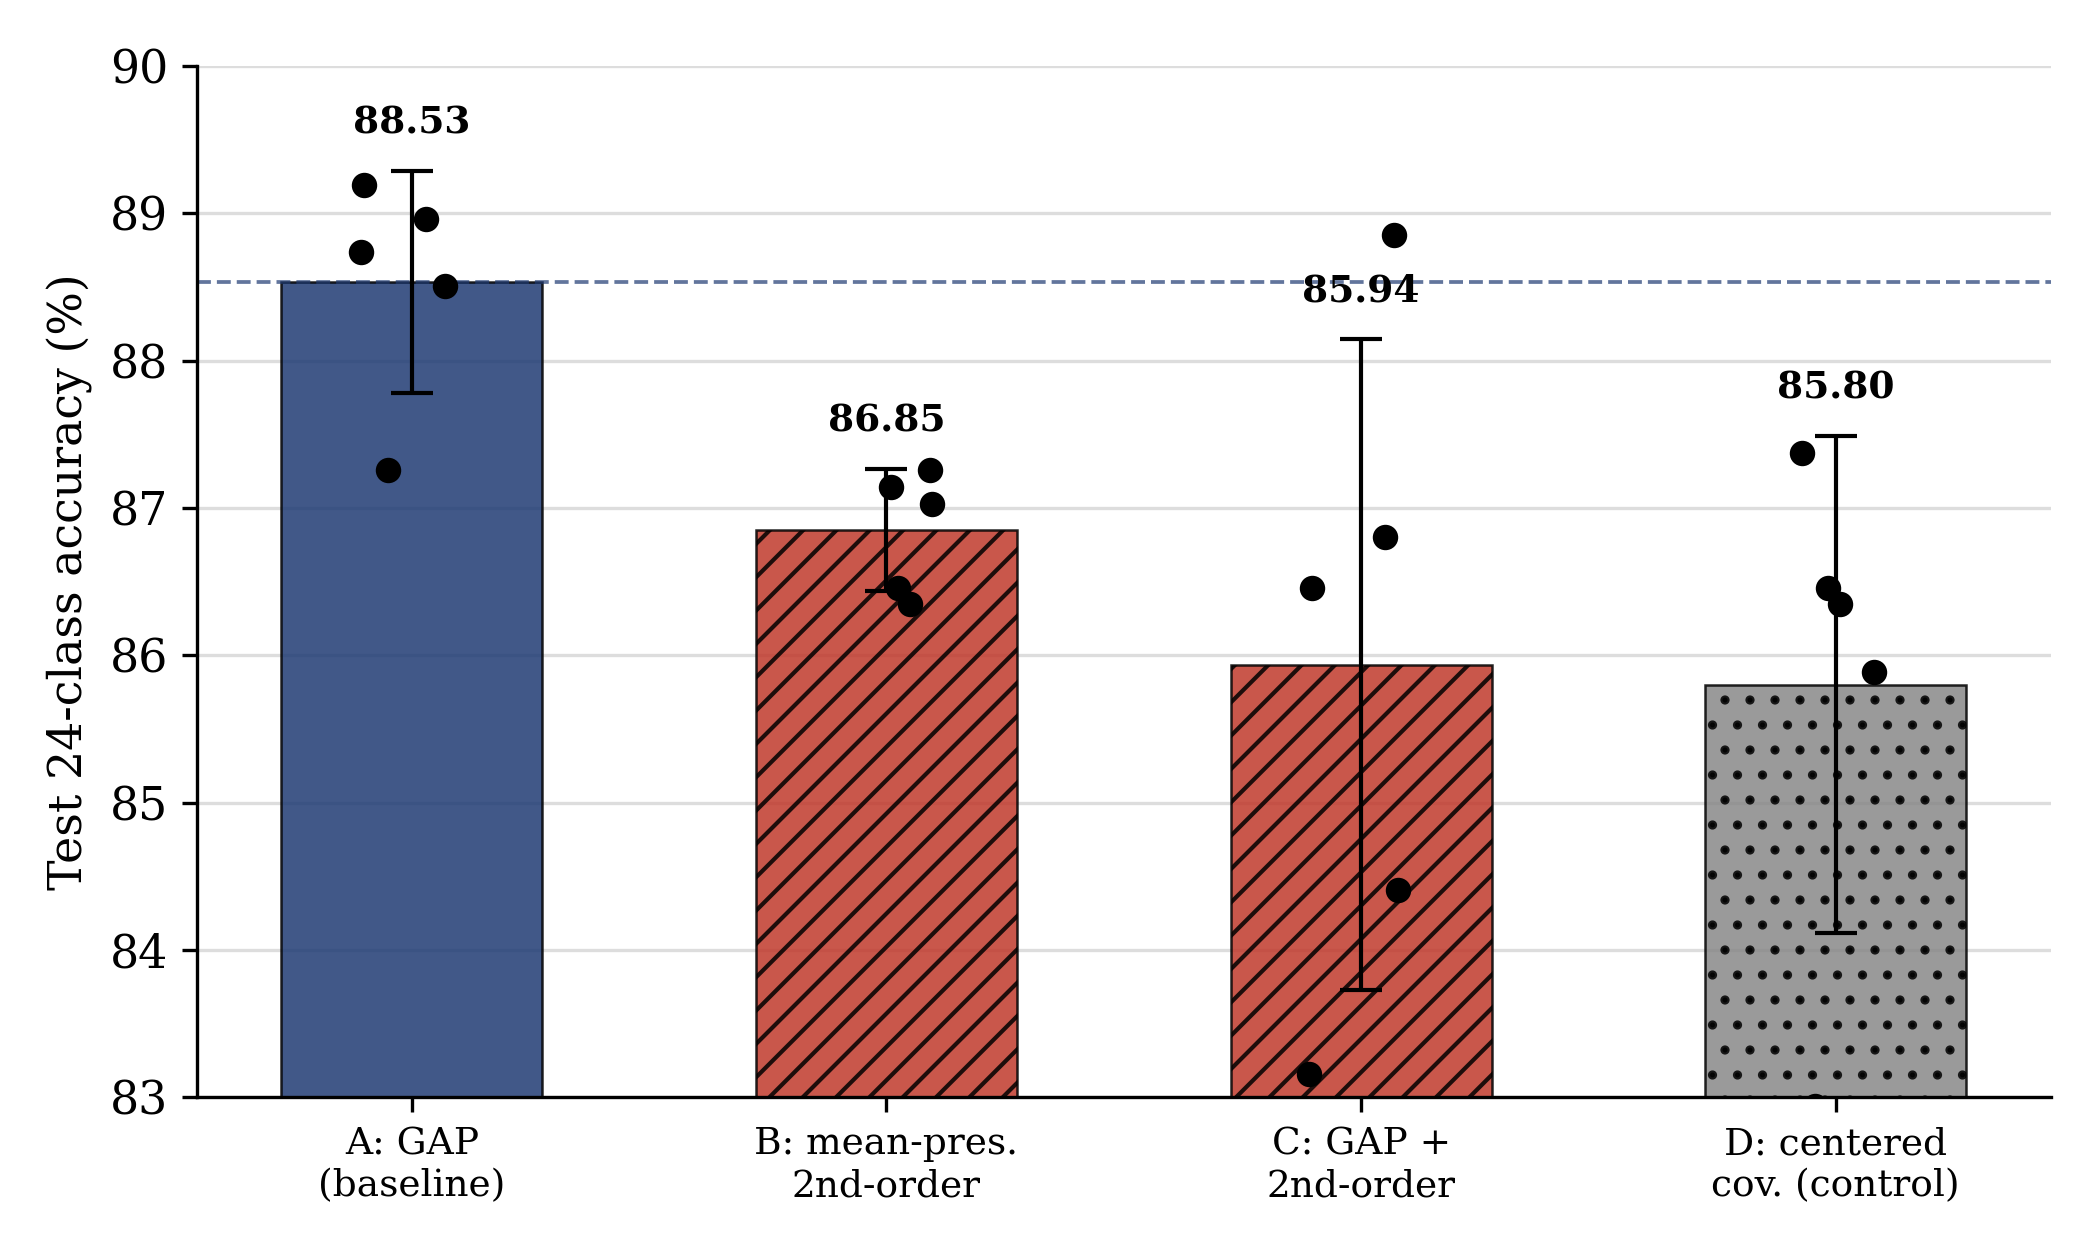 90
89
88
87
86
85
84
83
Test 24-class accuracy (%)
88.53
86.85
85.94
85.80
A: GAP
(baseline)
B: mean-pres.
2nd-order
C: GAP +
2nd-order
D: centered
cov. (control)